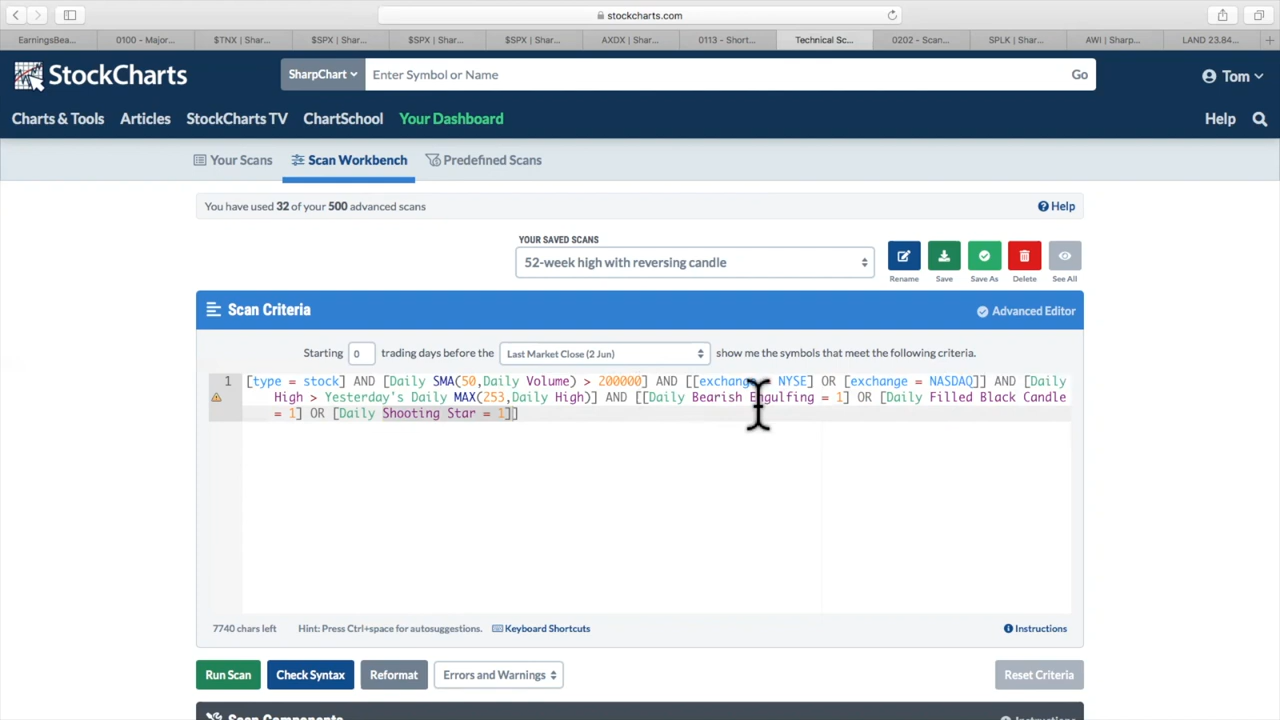 stockcharts.com
EarningsBea...
0100 - Major...
$TNX | Shar...
$SPX | Shar...
$SPX | Shar...
$SPX | Shar...
AXDX | Shar...
0113 - Short...
Technical Sc...
0202 - Scan...
SPLK | Shar...
AWI | Sharp...
LAND 23.84...
StockCharts
SharpChart
Enter Symbol or Name
Go
Tom
Charts & Tools
Articles
StockCharts TV
ChartSchool
Your Dashboard
Help
Your Scans
Scan Workbench
Predefined Scans
You have used 32 of your 500 advanced scans
Help
YOUR SAVED SCANS
52-week high with reversing candle
Rename
Save
Save As
Delete
See All
Scan Criteria
Advanced Editor
Starting 0 trading days before the Last Market Close (2 Jun) show me the symbols that meet the following criteria.
1 [type = stock] AND [Daily SMA(50,Daily Volume) > 200000] AND [[exchange = NYSE] OR [exchange = NASDAQ]] AND [Daily
High > Yesterday's Daily MAX(253,Daily High)] AND [[Daily Bearish Engulfing = 1] OR [Daily Filled Black Candle
= 1] OR [Daily Shooting Star = 1]]
7740 chars left
Hint: Press Ctrl+space for autosuggestions.
Keyboard Shortcuts
Instructions
Run Scan
Check Syntax
Reformat
Errors and Warnings
Reset Criteria
Scan Components
Instructions